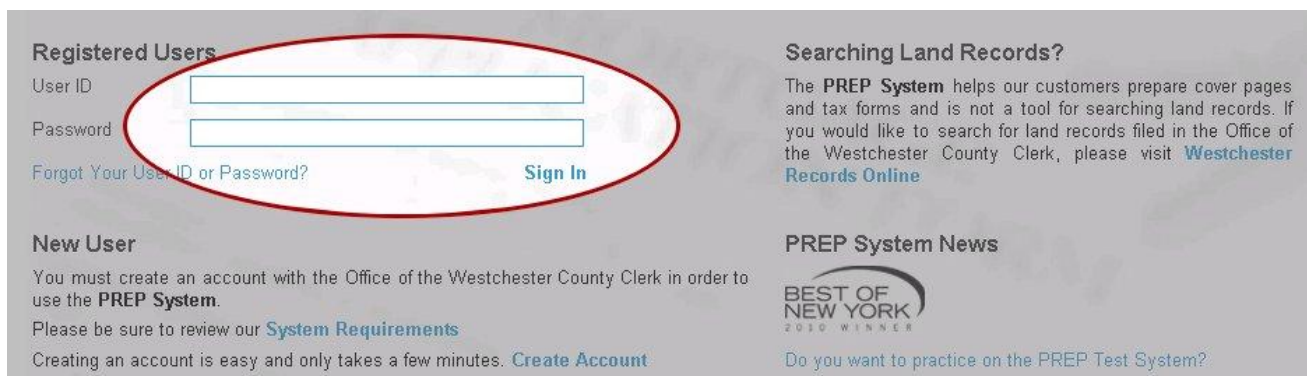 Registered Users
User ID
Password
Forgot Your User ID or Password?
Sign In
New User
You must create an account with the Office of the Westchester County Clerk in order to
use the PREP System.
Please be sure to review our System Requirements
Creating an account is easy and only takes a few minutes. Create Account
Searching Land Records?
The PREP System helps our customers prepare cover pages
and tax forms and is not a tool for searching land records. If
you would like to search for land records filed in the Office of
the Westchester County Clerk, please visit Westchester
Records Online
PREP System News
BEST OF
NEW YORK
2010 WINNER
Do you want to practice on the PREP Test System?